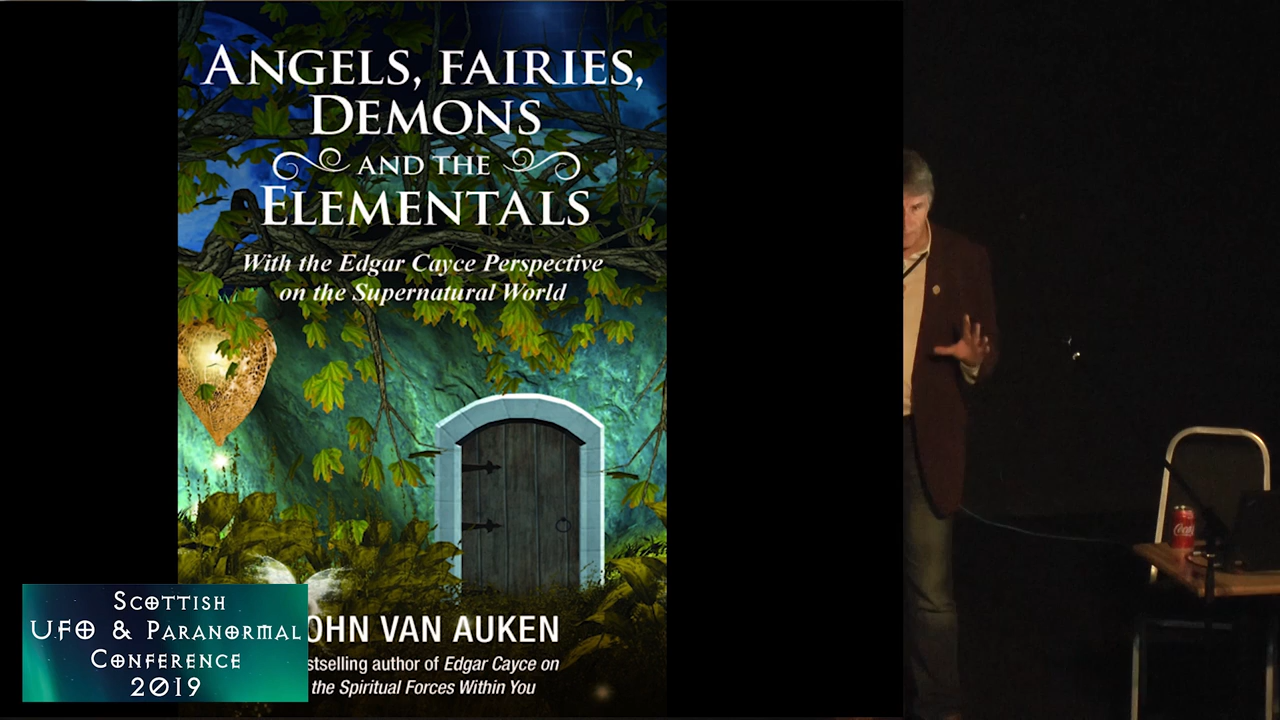 ANGELS, FAIRIES,
DEMONS
AND THE
ELEMENTALS
With the Edgar Cayce Perspective
on the Supernatural World
OHN VAN AUKEN
stselling author of Edgar Cayce on
the Spiritual Forces Within You
SCOTTISH
UFO & PARANORMAL
CONFERENCE
2019